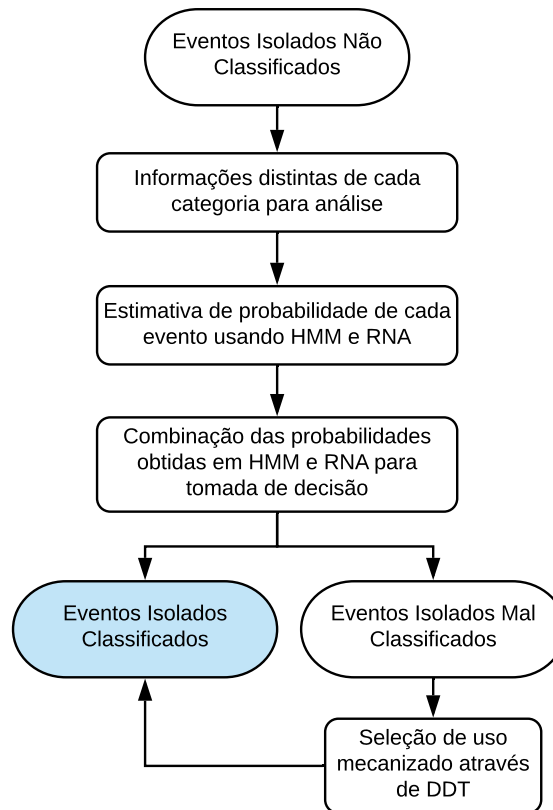 Eventos Isolados Não
Classificados
Informações distintas de cada
categoria para análise
Estimativa de probabilidade de cada
evento usando HMM e RNA
Combinação das probabilidades
obtidas em HMM e RNA para
tomada de decisão
Eventos Isolados
Classificados
Eventos Isolados Mal
Classificados
Seleção de uso
mecanizado através
de DDT